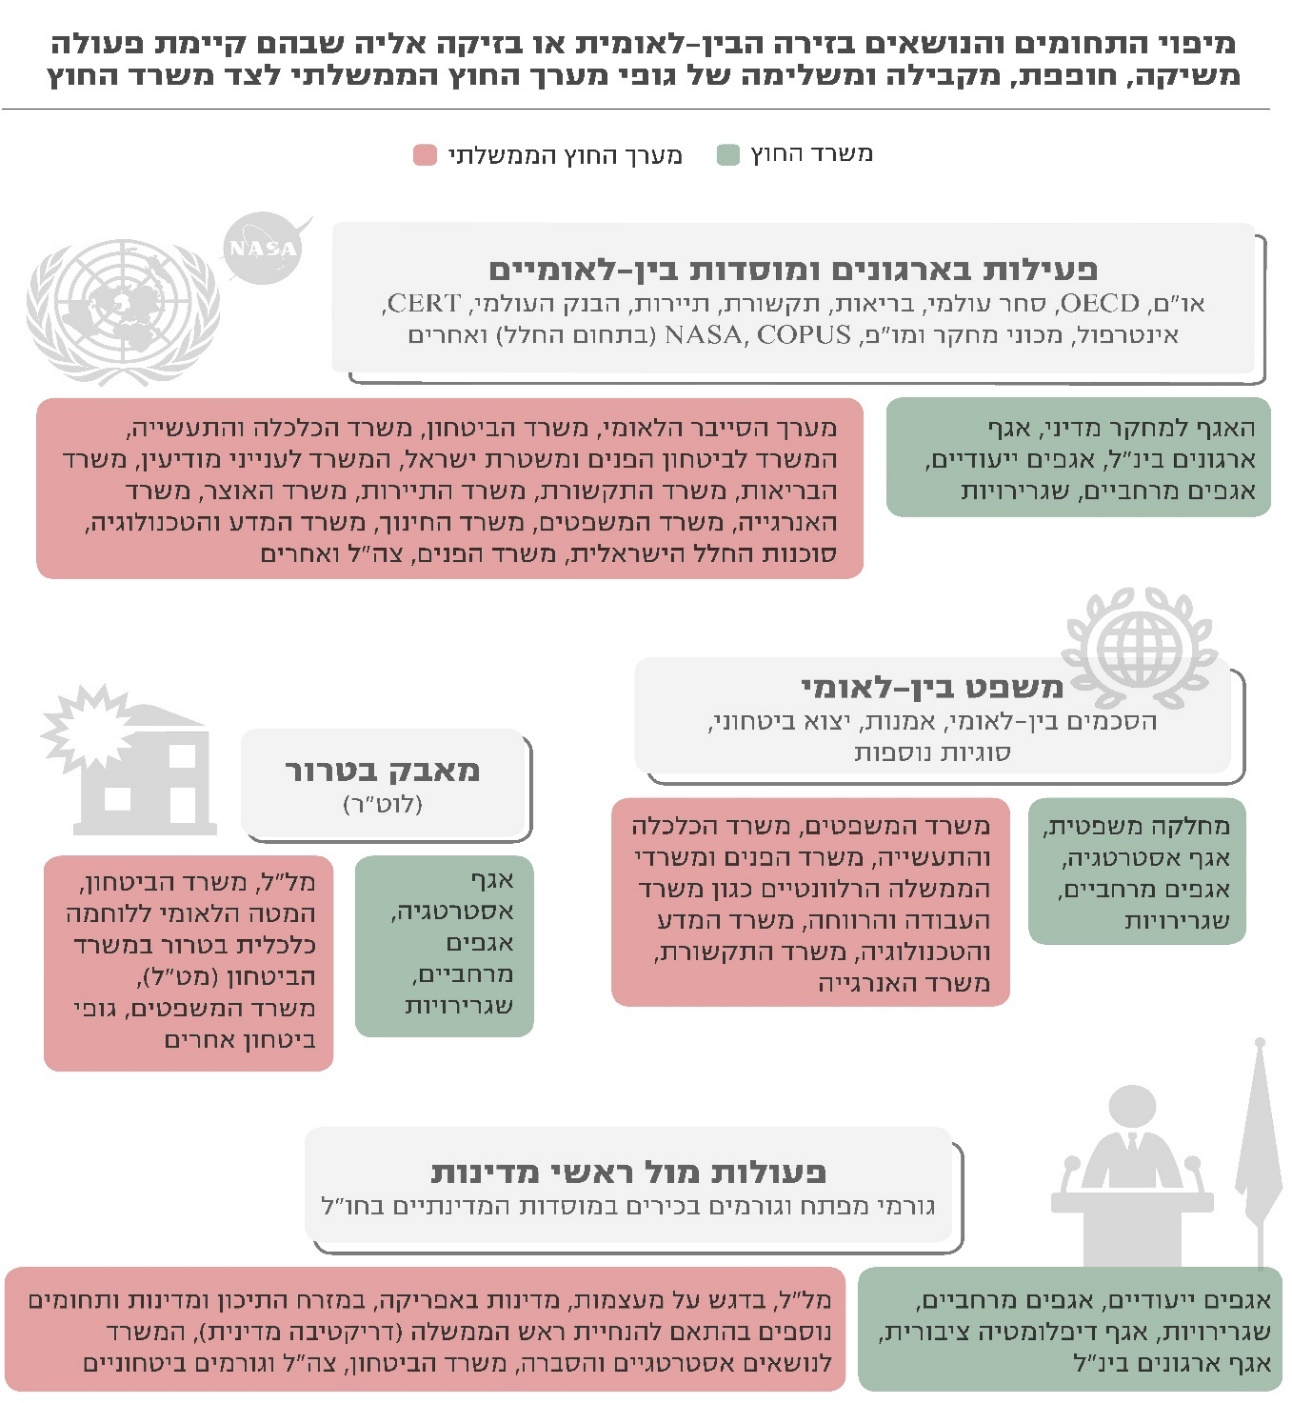 מיפוי התחומים והנושאים בזירה הבין-לאומית או בזיקה אליה שבהם קיימת פעולה
משיקה, חופפת, מקבילה ומשלימה של גופי מערך החוץ הממשלתי לצד משרד החוץ
משרד החוץ
מערך החוץ הממשלתי
NASA
פעילות בארגונים ומוסדות בין-לאומיים
או"ם, OECD, סחר עולמי, בריאות, תקשורת, תיירות, הבנק העולמי, CERT,
אינטרפול, מכוני מחקר ומו"פ, NASA, COPUS (בתחום החלל) ואחרים
האגף למחקר מדיני, אגף
ארגונים בינ"ל, אגפים ייעודיים,
אגפים מרחביים, שגרירויות
מערך הסייבר הלאומי, משרד הביטחון, משרד הכלכלה והתעשייה,
המשרד לביטחון הפנים ומשטרת ישראל, המשרד לענייני מודיעין, משרד
הבריאות, משרד התקשורת, משרד התיירות, משרד האוצר, משרד
האנרגייה, משרד המשפטים, משרד החינוך, משרד המדע והטכנולוגיה,
סוכנות החלל הישראלית, משרד הפנים, צה"ל ואחרים
משפט בין-לאומי
הסכמים בין-לאומי, אמנות, יצוא ביטחוני,
סוגיות נוספות
מחלקה משפטית,
אגף אסטרטגיה,
אגפים מרחביים,
שגרירויות
משרד המשפטים, משרד הכלכלה
והתעשייה, משרד הפנים ומשרדי
הממשלה הרלוונטיים כגון משרד
העבודה והרווחה, משרד המדע
והטכנולוגיה, משרד התקשורת,
משרד האנרגייה
מאבק בטרור
(לוט"ר)
אגף
אסטרטגיה,
אגפים
מרחביים,
שגרירויות
מל"ל, משרד הביטחון,
המטה הלאומי ללוחמה
כלכלית בטרור במשרד
הביטחון (מט"ל),
משרד המשפטים, גופי
ביטחון אחרים
פעולות מול ראשי מדינות
גורמי מפתח וגורמים בכירים במוסדות המדינתיים בחו"ל
אגפים ייעודיים, אגפים מרחביים,
שגרירויות, אגף דיפלומטיה ציבורית,
אגף ארגונים בינ"ל
מל"ל, בדגש על מעצמות, מדינות באפריקה, במזרח התיכון ומדינות ותחומים
נוספים בהתאם להנחיית ראש הממשלה (דריקטיבה מדינית), המשרד
לנושאים אסטרטגיים והסברה, משרד הביטחון, צה"ל וגורמים ביטחוניים